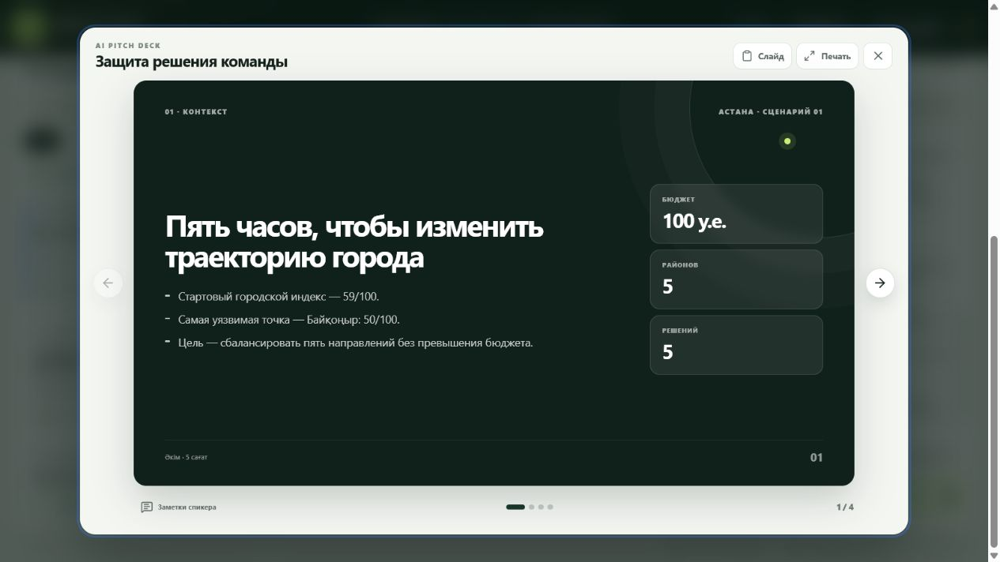 AI PITCH DECK
Защита решения команды
Слайд
Печать
01 · КОНТЕКСТ
АСТАНА · СЦЕНАРИЙ 01
Пять часов, чтобы изменить
траекторию города
- Стартовый городской индекс — 59/100.
- Самая уязвимая точка — Байқоңыр: 50/100.
- Цель — сбалансировать пять направлений без превышения бюджета.
БЮДЖЕТ
100 у.е.
РАЙОНОВ
5
РЕШЕНИЙ
5
Әкім · 5 сағат
01
Заметки спикера
1 / 4